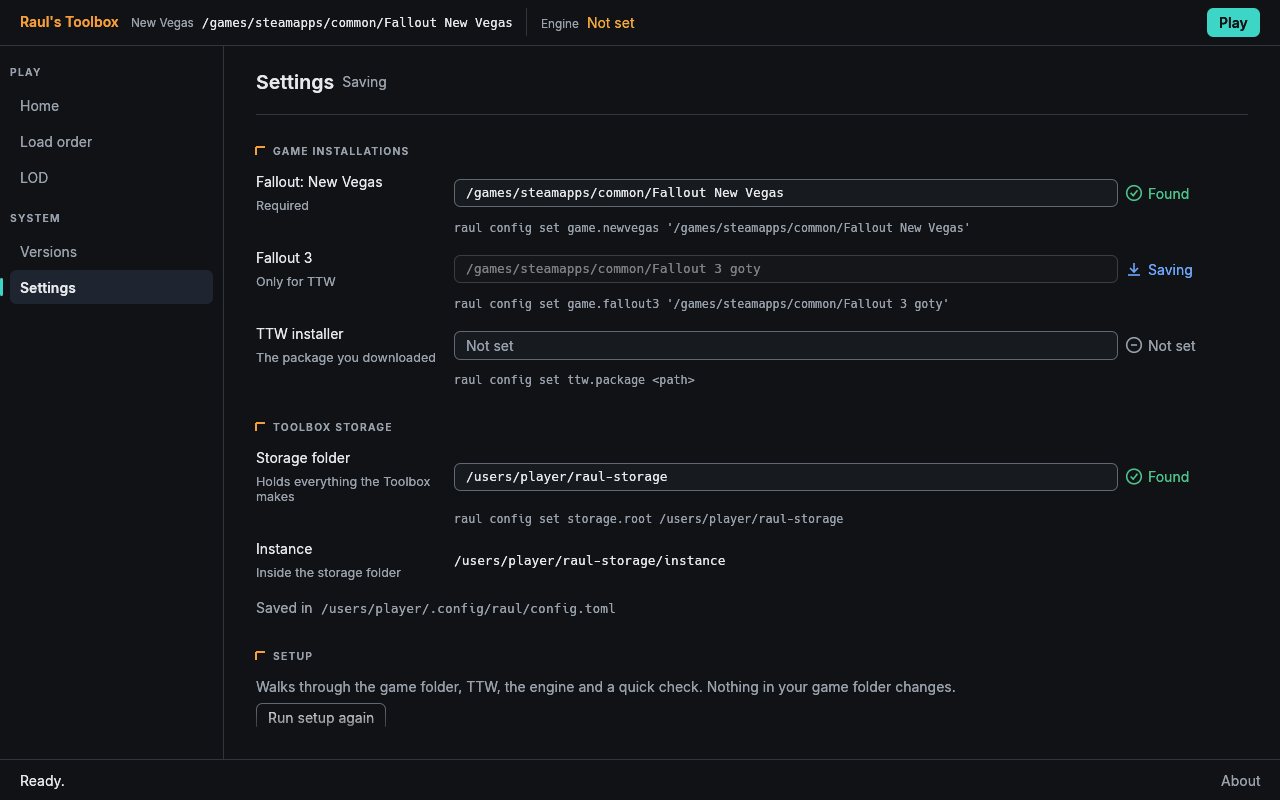 Raul's Toolbox New Vegas /games/steamapps/common/Fallout New Vegas Engine Not set Play
PLAY
Home
Load order
LOD
SYSTEM
Versions
Settings
Settings Saving
GAME INSTALLATIONS
Fallout: New Vegas
Required
/games/steamapps/common/Fallout New Vegas Found
raul config set game.newvegas '/games/steamapps/common/Fallout New Vegas'
Fallout 3
Only for TTW
/games/steamapps/common/Fallout 3 goty Saving
raul config set game.fallout3 '/games/steamapps/common/Fallout 3 goty'
TTW installer
The package you downloaded
Not set Not set
raul config set ttw.package <path>
TOOLBOX STORAGE
Storage folder
Holds everything the Toolbox
makes
/users/player/raul-storage Found
raul config set storage.root /users/player/raul-storage
Instance
Inside the storage folder
/users/player/raul-storage/instance
Saved in /users/player/.config/raul/config.toml
SETUP
Walks through the game folder, TTW, the engine and a quick check. Nothing in your game folder changes.
Run setup again
Ready. About